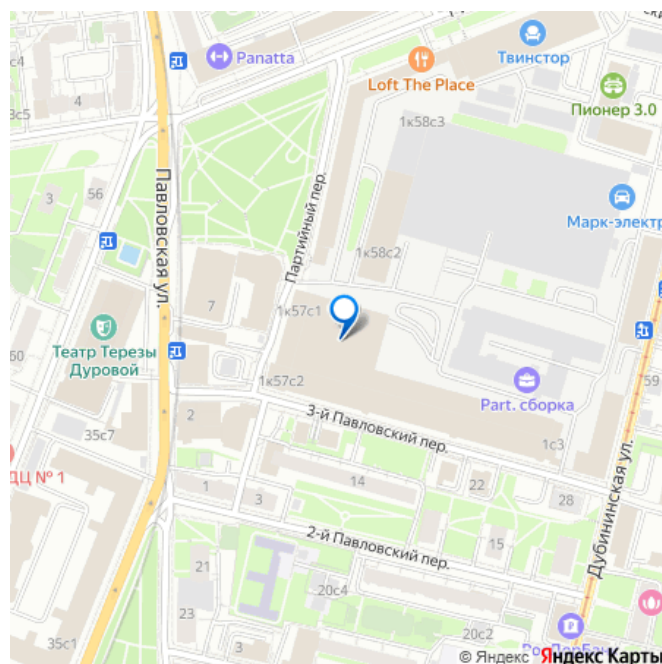 с4
Panatta
Твинстор
4
Loft The Place
Пионер 3.0
3с5
1к58с3
56
3
Партийный пер.
Марк-электр
Павловская ул.
1к58с2
7
1к57с1
Театр Терезы
Дуровой
60
59
1к57с2
Part. сборка
3-й Павловский пер.
2
35с7
1с3
ДЦ № 1
14
22
28
1
3
Дубининская ул.
2-й Павловский пер.
15
21
20с4
23
20с2
3
35с1
© Яндекс Яндекс Карты